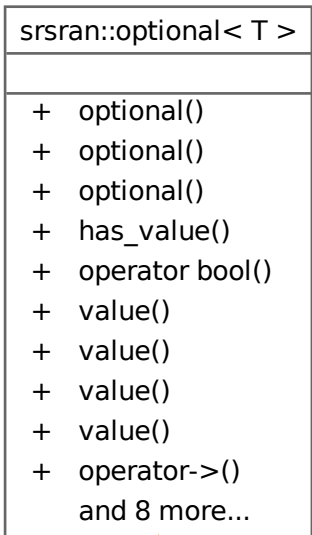 srsran::optional< T >
+ optional()
+ optional()
+ optional()
+ has_value()
+ operator bool()
+ value()
+ value()
+ value()
+ value()
+ operator->()
and 8 more...